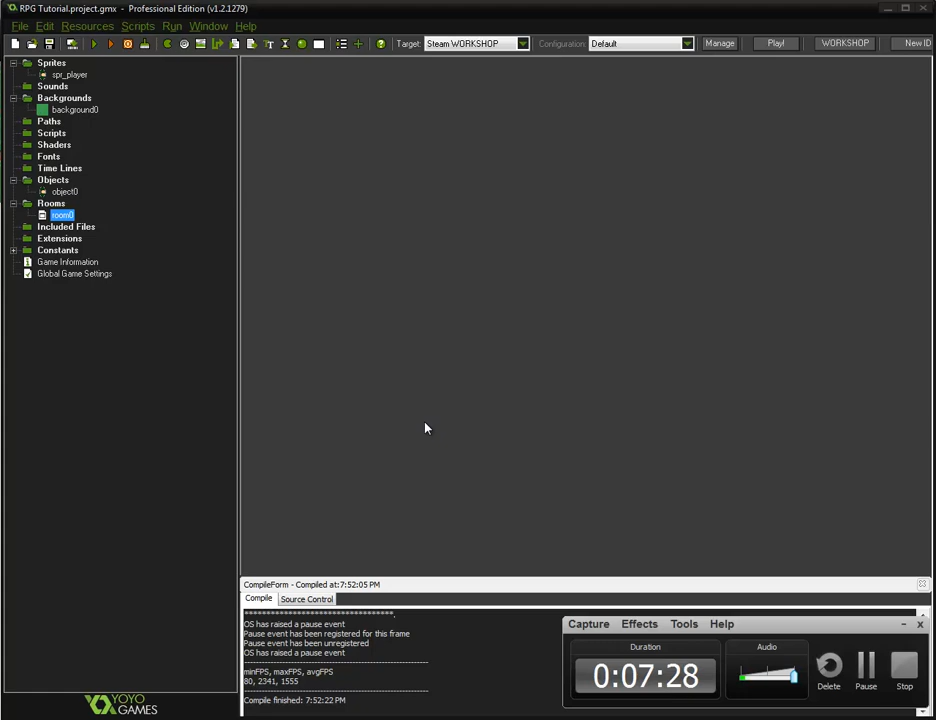 RPG Tutorial.project.gmx - Professional Edition (v1.2.1279)
File Edit Resources Scripts Run Window Help
Target: Steam WORKSHOP Configuration: Default Manage Play! WORKSHOP New ID
Sprites
spr_player
Sounds
Backgrounds
background0
Paths
Scripts
Shaders
Fonts
Time Lines
Objects
object0
Rooms
room0
Included Files
Extensions
Constants
Game Information
Global Game Settings
CompileForm - Compiled at:7:52:05 PM
Compile Source Control
OS has raised a pause event
Pause event has been registered for this frame
Pause event has been unregistered
OS has raised a pause event
minFPS, maxFPS, avgFPS
80, 2341, 1555
Compile finished: 7:52:22 PM
Capture Effects Tools Help
Duration Audio
0:07:28
Delete Pause Stop
YOYO
GAMES